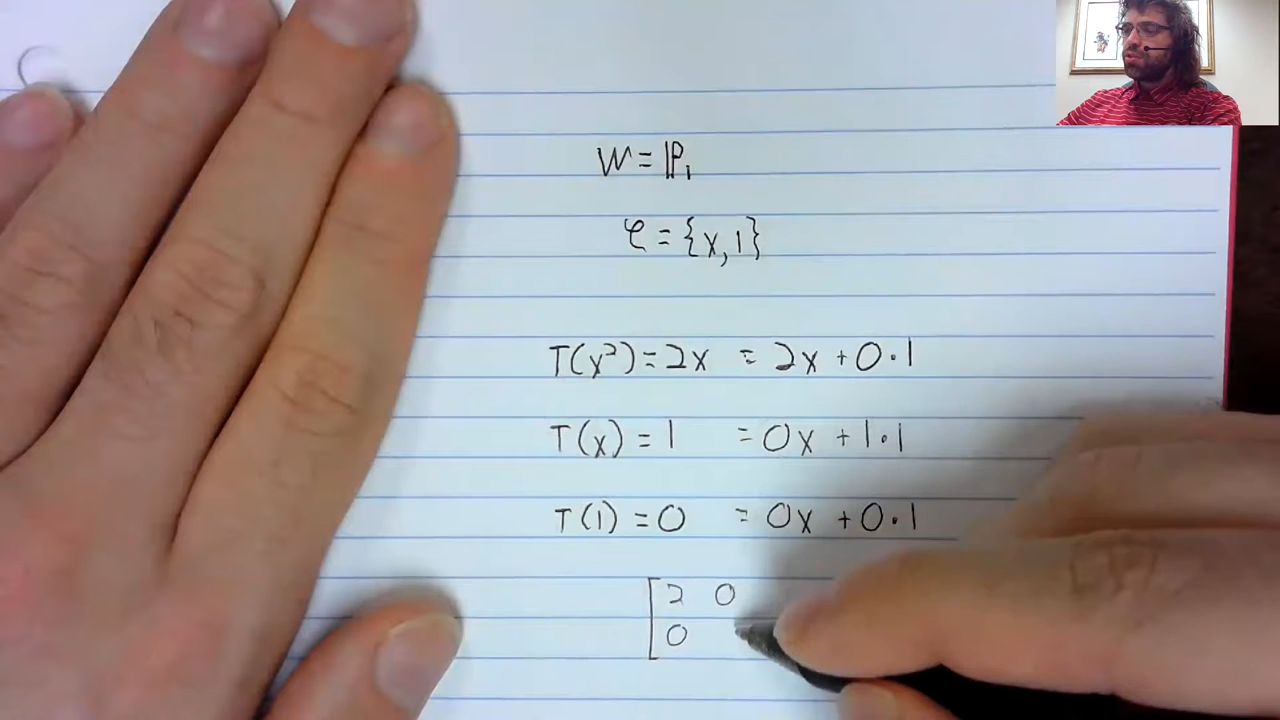 W = ℙ₁
𝒞 = {x, 1}
T(x²) = 2x = 2x + 0·1
T(x) = 1 = 0x + 1·1
T(1) = 0 = 0x + 0·1
[ 2 0
0